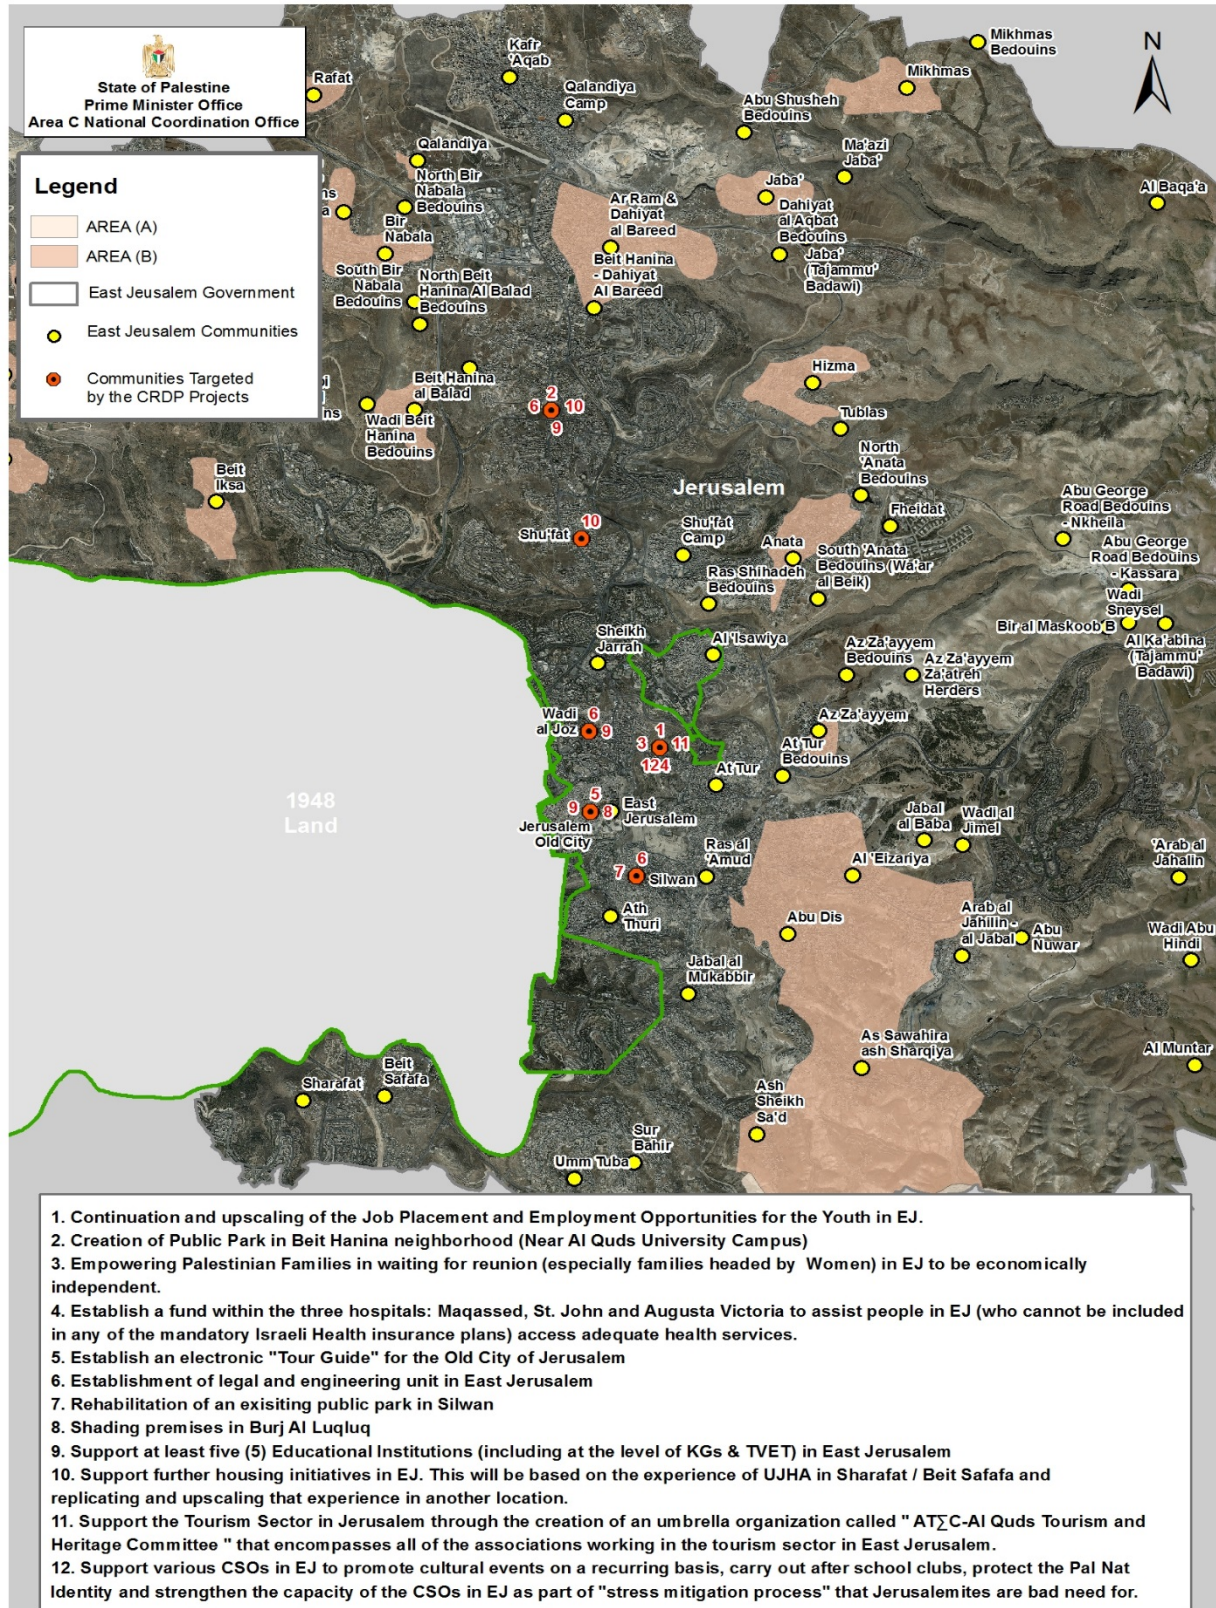 State of Palestine
Prime Minister Office
Area C National Coordination Office
Legend
AREA (A)
AREA (B)
East Jeusalem Government
East Jeusalem Communities
Communities Targeted
by the CRDP Projects
N
Rafat
Kafr
'Aqab
Qalandiya
Camp
Mikhmas
Bedouins
Mikhmas
Abu Shusheh
Bedouins
Ma'azi
Jaba'
Al Baqa'a
Qalandiya
North Bir
Nabala
Bedouins
Bir
Nabala
Ar Ram &
Dahiyat
al Bareed
Jaba'
Dahiyat
al Aqbat
Bedouins
Jaba'
(Tajammu'
Badawi)
Beit Hanina
- Dahiyat
Al Bareed
South Bir
Nabala
Bedouins
North Beit
Hanina Al Balad
Bedouins
Beit Hanina
al Balad
Wadi Beit
Hanina
Bedouins
2
6 10
9
Hizma
Tublas
North
'Anata
Bedouins
Beit
Iksa
Jerusalem
Fheidat
Abu George
Road Bedouins
- Nkheila
Abu George
Road Bedouins
- Kassara
10
Shu'fat
Shu'fat
Camp
Anata
South 'Anata
Bedouins (Wa'ar
al Beik)
Ras Shihadeh
Bedouins
Wadi
Sneysel
Bir al Maskoob B
Al Ka'abina
(Tajammu'
Badawi)
Sheikh
Jarrah
Al 'Isawiya
Az Za'ayyem
Bedouins
Az Za'ayyem
Za'atreh
Herders
Wadi
al Joz
6
9
1
3 11
124
Az Za'ayyem
At Tur
Bedouins
At Tur
1948
Land
5
9 8
East
Jerusalem
Jerusalem
Old City
Jabal
al Baba
Wadi al
Jimel
'Arab al
Jahalin
Ras al
'Amud
Al 'Eizariya
6
7
Silwan
Ath
Thuri
Abu Dis
Arab al
Jahilin -
al Jabal
Abu
Nuwar
Wadi Abu
Hindi
Jabal al
Mukabbir
As Sawahira
ash Sharqiya
Al Muntar
Sharafat
Beit
Safafa
Ash
Sheikh
Sa'd
Sur
Bahir
Umm Tuba
1. Continuation and upscaling of the Job Placement and Employment Opportunities for the Youth in EJ.
2. Creation of Public Park in Beit Hanina neighborhood (Near Al Quds University Campus)
3. Empowering Palestinian Families in waiting for reunion (especially families headed by Women) in EJ to be economically
independent.
4. Establish a fund within the three hospitals: Maqassed, St. John and Augusta Victoria to assist people in EJ (who cannot be included
in any of the mandatory Israeli Health insurance plans) access adequate health services.
5. Establish an electronic "Tour Guide" for the Old City of Jerusalem
6. Establishment of legal and engineering unit in East Jerusalem
7. Rehabilitation of an exisiting public park in Silwan
8. Shading premises in Burj Al Luqluq
9. Support at least five (5) Educational Institutions (including at the level of KGs & TVET) in East Jerusalem
10. Support further housing initiatives in EJ. This will be based on the experience of UJHA in Sharafat / Beit Safafa and
replicating and upscaling that experience in another location.
11. Support the Tourism Sector in Jerusalem through the creation of an umbrella organization called " AT∑C-Al Quds Tourism and
Heritage Committee " that encompasses all of the associations working in the tourism sector in East Jerusalem.
12. Support various CSOs in EJ to promote cultural events on a recurring basis, carry out after school clubs, protect the Pal Nat
Identity and strengthen the capacity of the CSOs in EJ as part of "stress mitigation process" that Jerusalemites are bad need for.